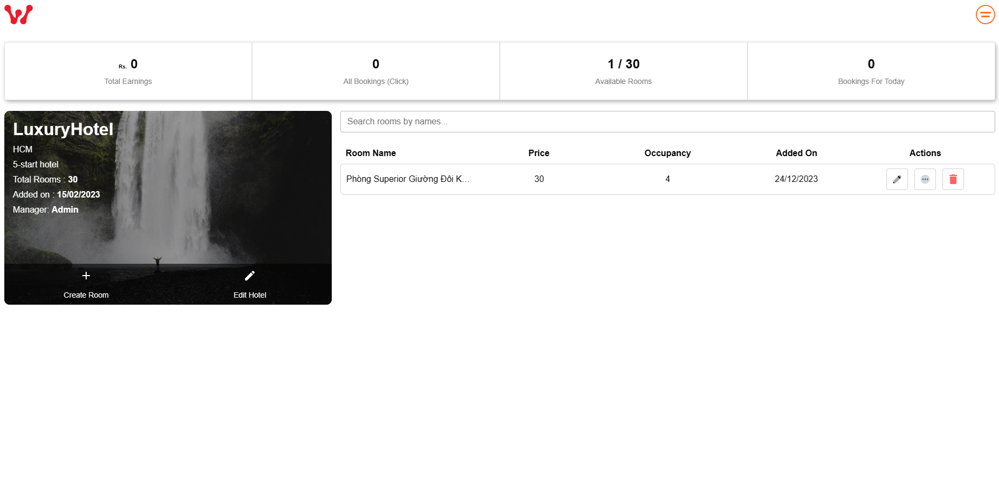 Rs. 0
Total Earnings
0
All Bookings (Click)
1 / 30
Available Rooms
0
Bookings For Today
LuxuryHotel
HCM
5-start hotel
Total Rooms : 30
Added on : 15/02/2023
Manager: Admin
Create Room
Edit Hotel
Search rooms by names...
Room Name Price Occupancy Added On Actions
Phòng Superior Giường Đôi K... 30 4 24/12/2023